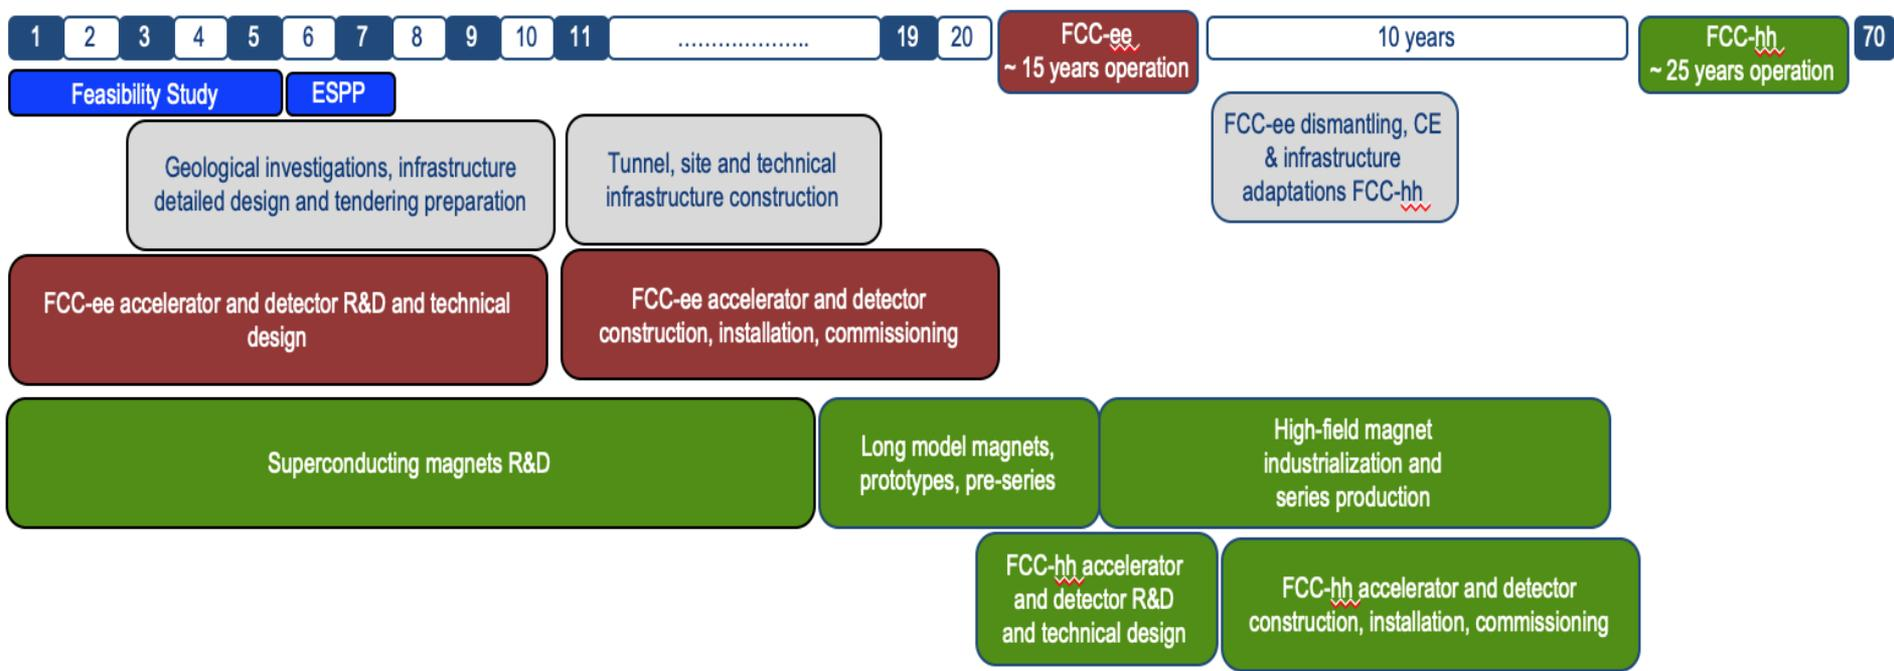 1 2 3 4 5 6 7 8 9 10 11 ……………….. 19 20
FCC-ee
~ 15 years operation
10 years
FCC-hh
~ 25 years operation
70
Feasibility Study
ESPP
Geological investigations, infrastructure
detailed design and tendering preparation
Tunnel, site and technical
infrastructure construction
FCC-ee dismantling, CE
& infrastructure
adaptations FCC-hh
FCC-ee accelerator and detector R&D and technical
design
FCC-ee accelerator and detector
construction, installation, commissioning
Superconducting magnets R&D
Long model magnets,
prototypes, pre-series
High-field magnet
industrialization and
series production
FCC-hh accelerator
and detector R&D
and technical design
FCC-hh accelerator and detector
construction, installation, commissioning